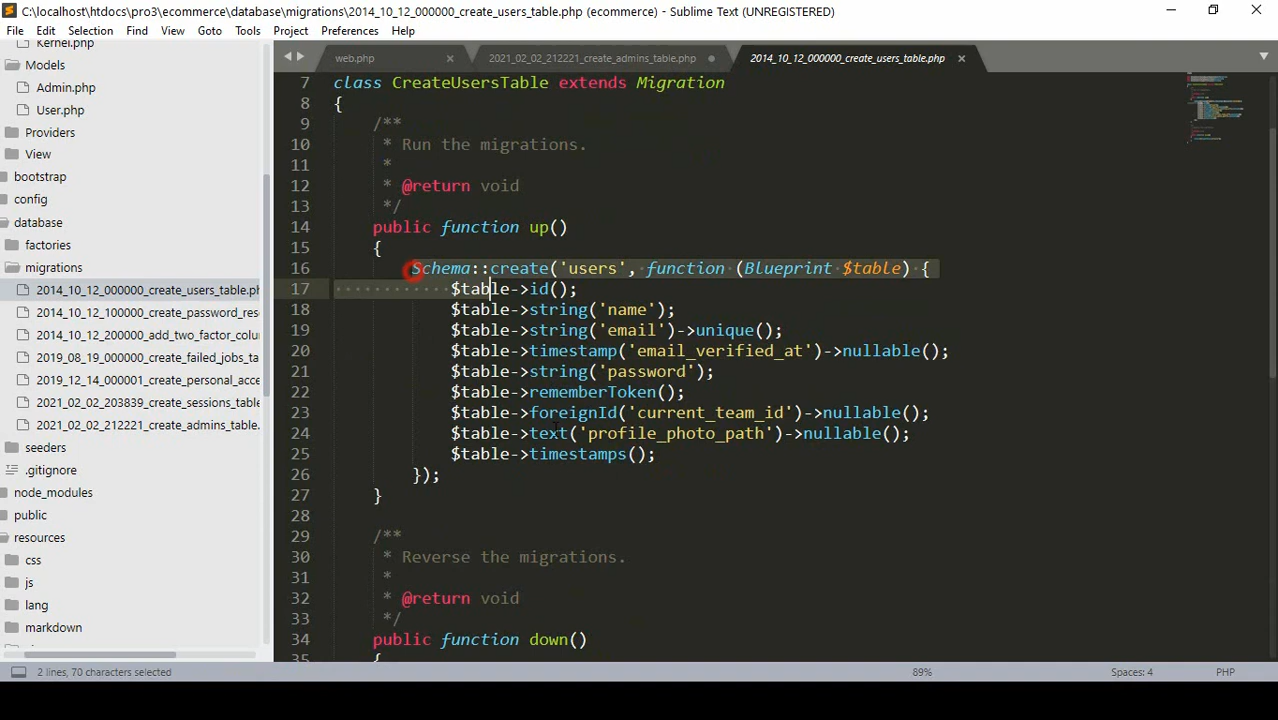 C:\localhost\htdocs\pro3\ecommerce\database\migrations\2014_10_12_000000_create_users_table.php (ecommerce) - Sublime Text (UNREGISTERED)
File Edit Selection Find View Goto Tools Project Preferences Help
web.php 2021_02_02_212221_create_admins_table.php 2014_10_12_000000_create_users_table.php
Kernel.php
Models
Admin.php
User.php
Providers
View
bootstrap
config
database
factories
migrations
2014_10_12_000000_create_users_table.ph
2014_10_12_100000_create_password_res
2014_10_12_200000_add_two_factor_colu
2019_08_19_000000_create_failed_jobs_ta
2019_12_14_000001_create_personal_acce
2021_02_02_203839_create_sessions_table
2021_02_02_212221_create_admins_table.
seeders
.gitignore
node_modules
public
resources
css
js
lang
markdown
7 class CreateUsersTable extends Migration
8 {
9 /**
10 * Run the migrations.
11 *
12 * @return void
13 */
14 public function up()
15 {
16 Schema::create('users', function (Blueprint $table) {
17 $table->id();
18 $table->string('name');
19 $table->string('email')->unique();
20 $table->timestamp('email_verified_at')->nullable();
21 $table->string('password');
22 $table->rememberToken();
23 $table->foreignId('current_team_id')->nullable();
24 $table->text('profile_photo_path')->nullable();
25 $table->timestamps();
26 });
27 }
28
29 /**
30 * Reverse the migrations.
31 *
32 * @return void
33 */
34 public function down()
35 {
2 lines, 70 characters selected 89% Spaces: 4 PHP